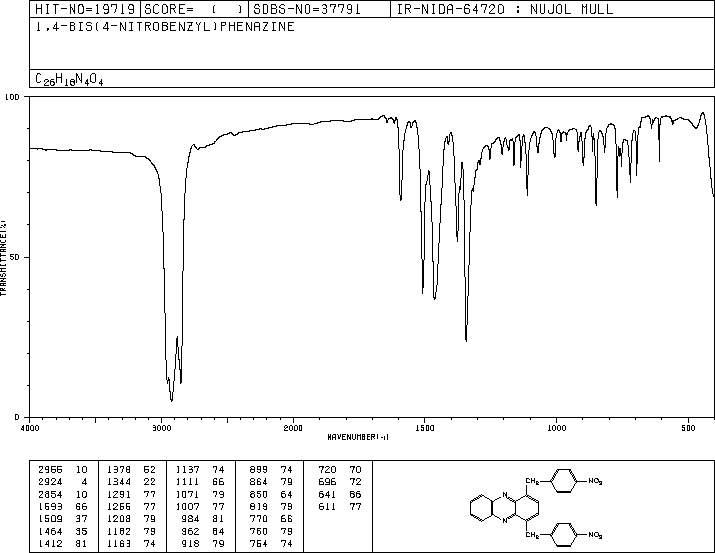 HIT-NO=19719 SCORE= ( ) SDBS-NO=37791 IR-NIDA-64720 : NUJOL MULL
1,4-BIS(4-NITROBENZYL)PHENAZINE
C26H18N4O4
100
50
0
TRANSMITTANCE(%)
4000 3000 2000 1500 1000 500
WAVENUMBER(-1)
2956 10 1378 52 1137 74 899 74 720 70
2924 4 1344 22 1111 66 864 79 696 72
2854 10 1291 77 1071 79 850 64 641 86
1593 66 1256 77 1007 77 819 79 611 77
1509 37 1208 79 984 81 770 66
1464 35 1182 79 962 84 760 79
1412 81 1163 74 918 79 754 74
CH2 NO2
N
N
CH2 NO2